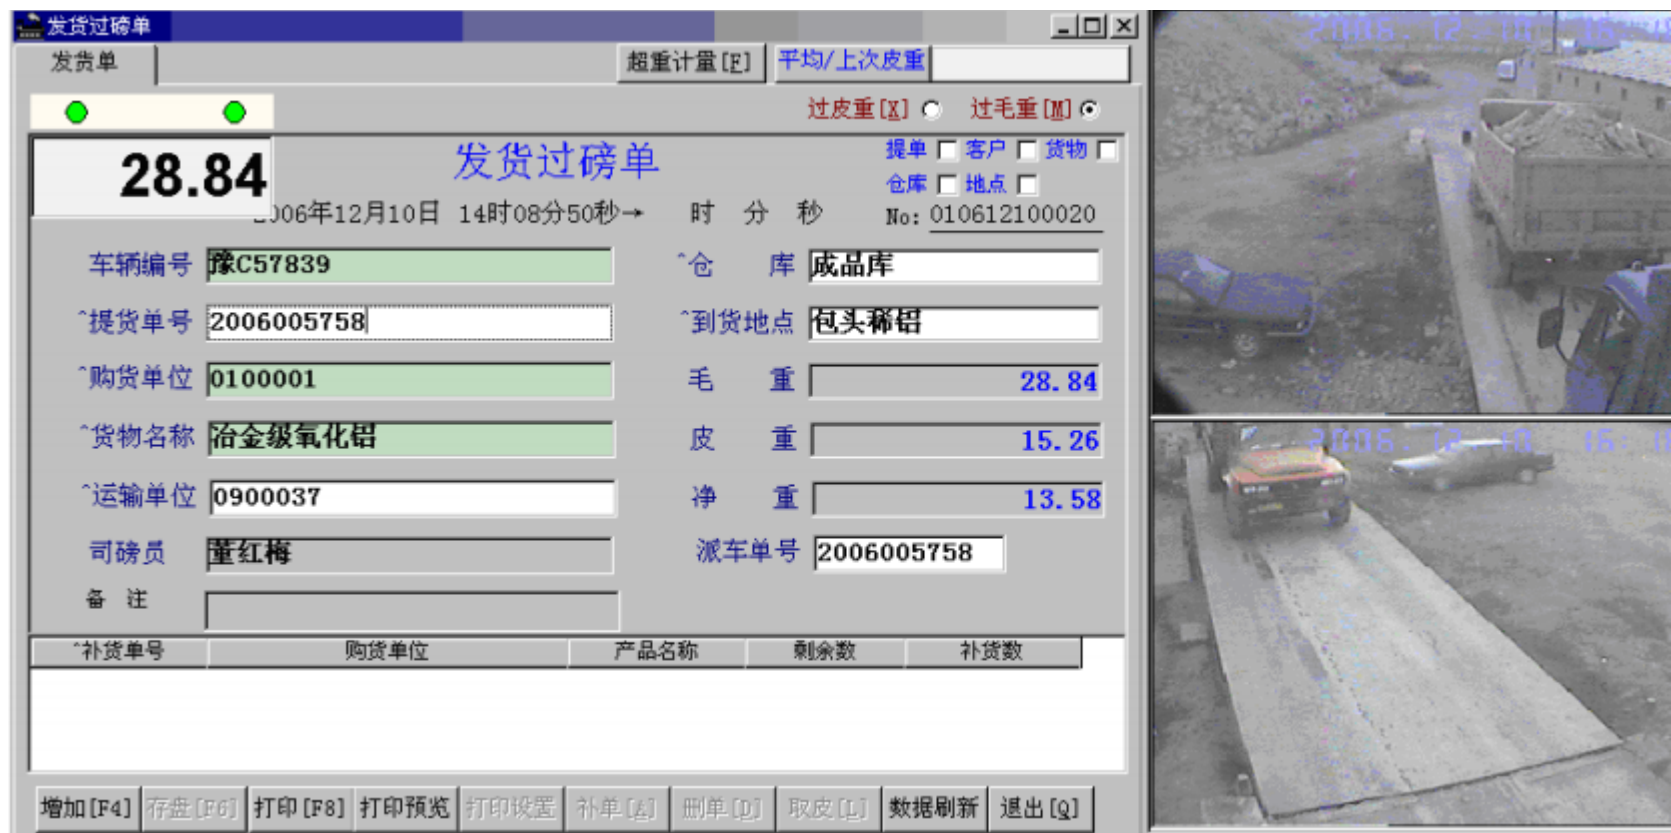 发货过磅单
发货单 超重计量[F] 平均/上次皮重
过皮重[X] 过毛重[M]
28.84 发货过磅单 提单 客户 货物
仓库 地点
2006年12月10日 14时08分50秒→ 时 分 秒 No: 010612100020
车辆编号 豫C57839 ^仓 库 成品库
^提货单号 2006005758 ^到货地点 包头稀铝
^购货单位 0100001 毛 重 28.84
^货物名称 冶金级氧化铝 皮 重 15.26
^运输单位 0900037 净 重 13.58
司磅员 董红梅 派车单号 2006005758
备 注
^补货单号 购货单位 产品名称 剩余数 补货数
增加[F4] 存盘[F6] 打印[F8] 打印预览 打印设置 补单[A] 删单[D] 取皮[L] 数据刷新 退出[Q]
2006.12.10 16:
2006.12.10 16: